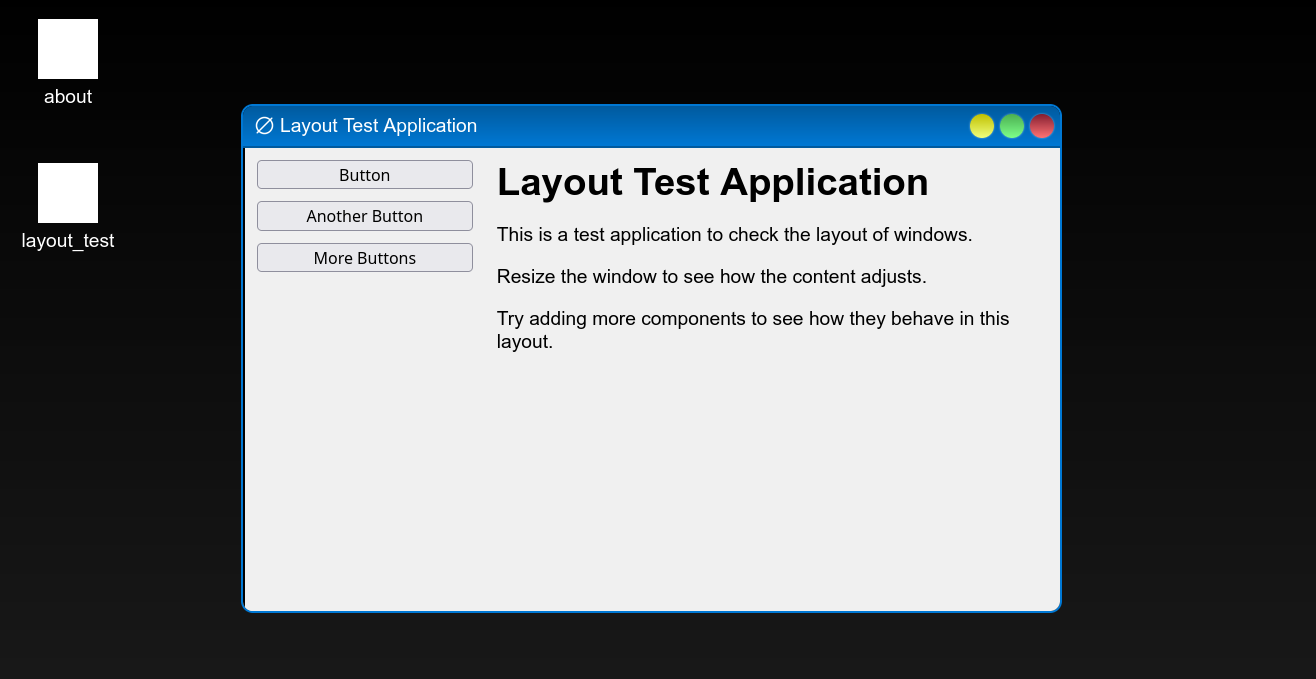 about
layout_test
∅ Layout Test Application
Button
Another Button
More Buttons
Layout Test Application
This is a test application to check the layout of windows.
Resize the window to see how the content adjusts.
Try adding more components to see how they behave in this
layout.